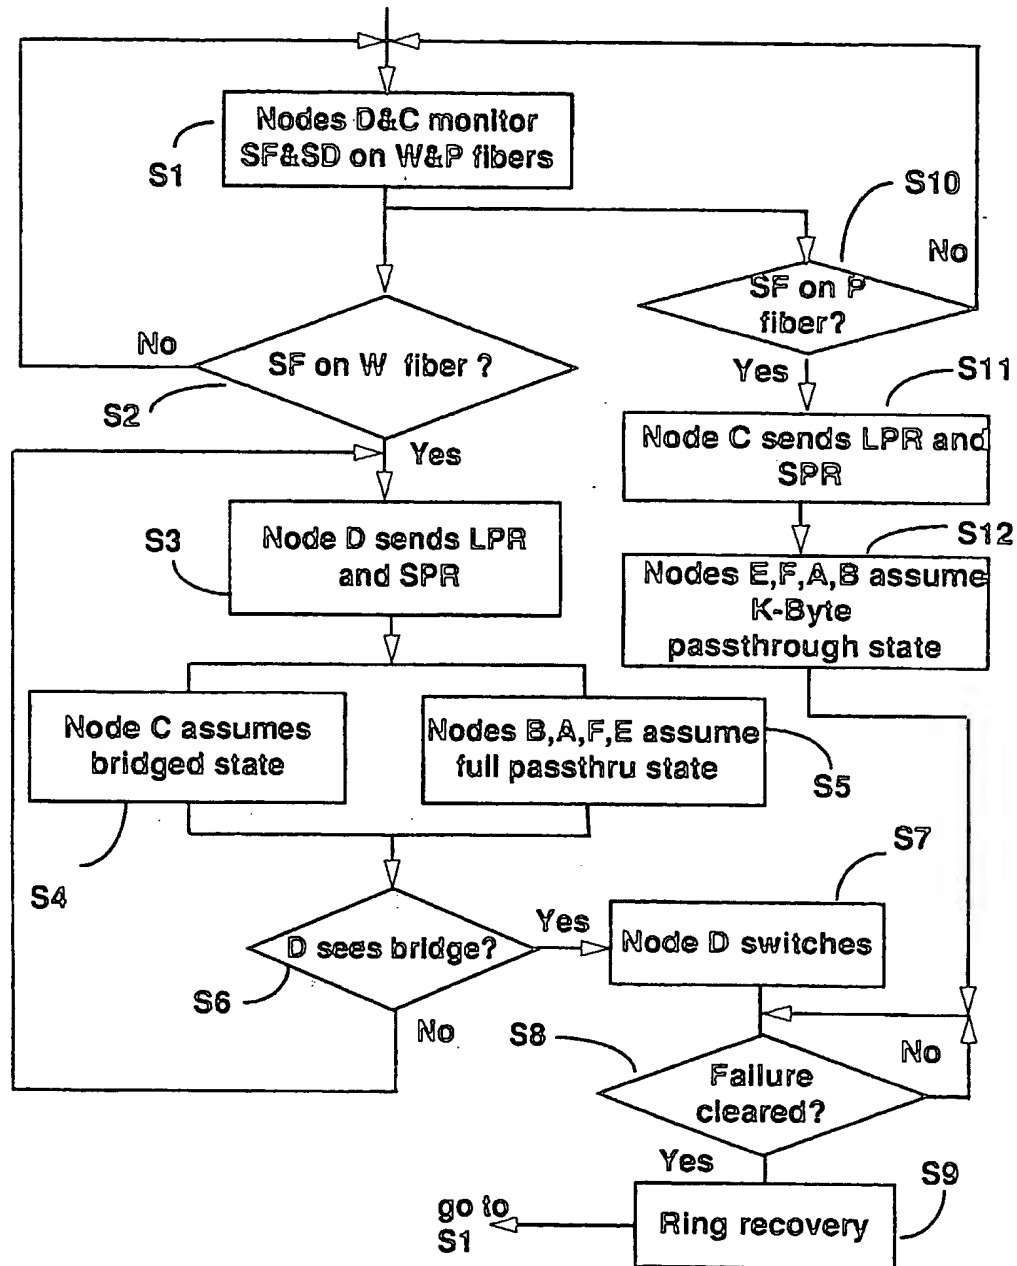 Nodes D&C monitor
SF&SD on W&P fibers
S1
S10
No
SF on P
fiber?
No
SF on W fiber ?
Yes
S11
S2
Yes
Node C sends LPR and
SPR
S3
Node D sends LPR
and SPR
S12
Nodes E,F,A,B assume
K-Byte
passthrough state
Node C assumes
bridged state
Nodes B,A,F,E assume
full passthru state
S5
S4
S7
D sees bridge?
Yes
Node D switches
S6
No
S8
No
Failure
cleared?
Yes
S9
go to
S1
Ring recovery